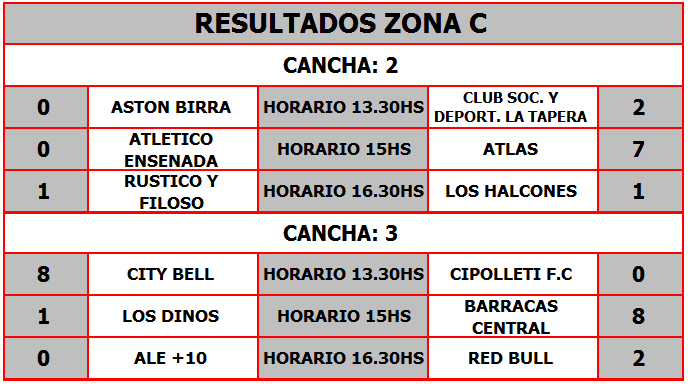 RESULTADOS ZONA C
CANCHA: 2
0 ASTON BIRRA HORARIO 13.30HS CLUB SOC. Y DEPORT. LA TAPERA 2
0 ATLETICO ENSENADA HORARIO 15HS ATLAS 7
1 RUSTICO Y FILOSO HORARIO 16.30HS LOS HALCONES 1
CANCHA: 3
8 CITY BELL HORARIO 13.30HS CIPOLLETI F.C 0
1 LOS DINOS HORARIO 15HS BARRACAS CENTRAL 8
0 ALE +10 HORARIO 16.30HS RED BULL 2